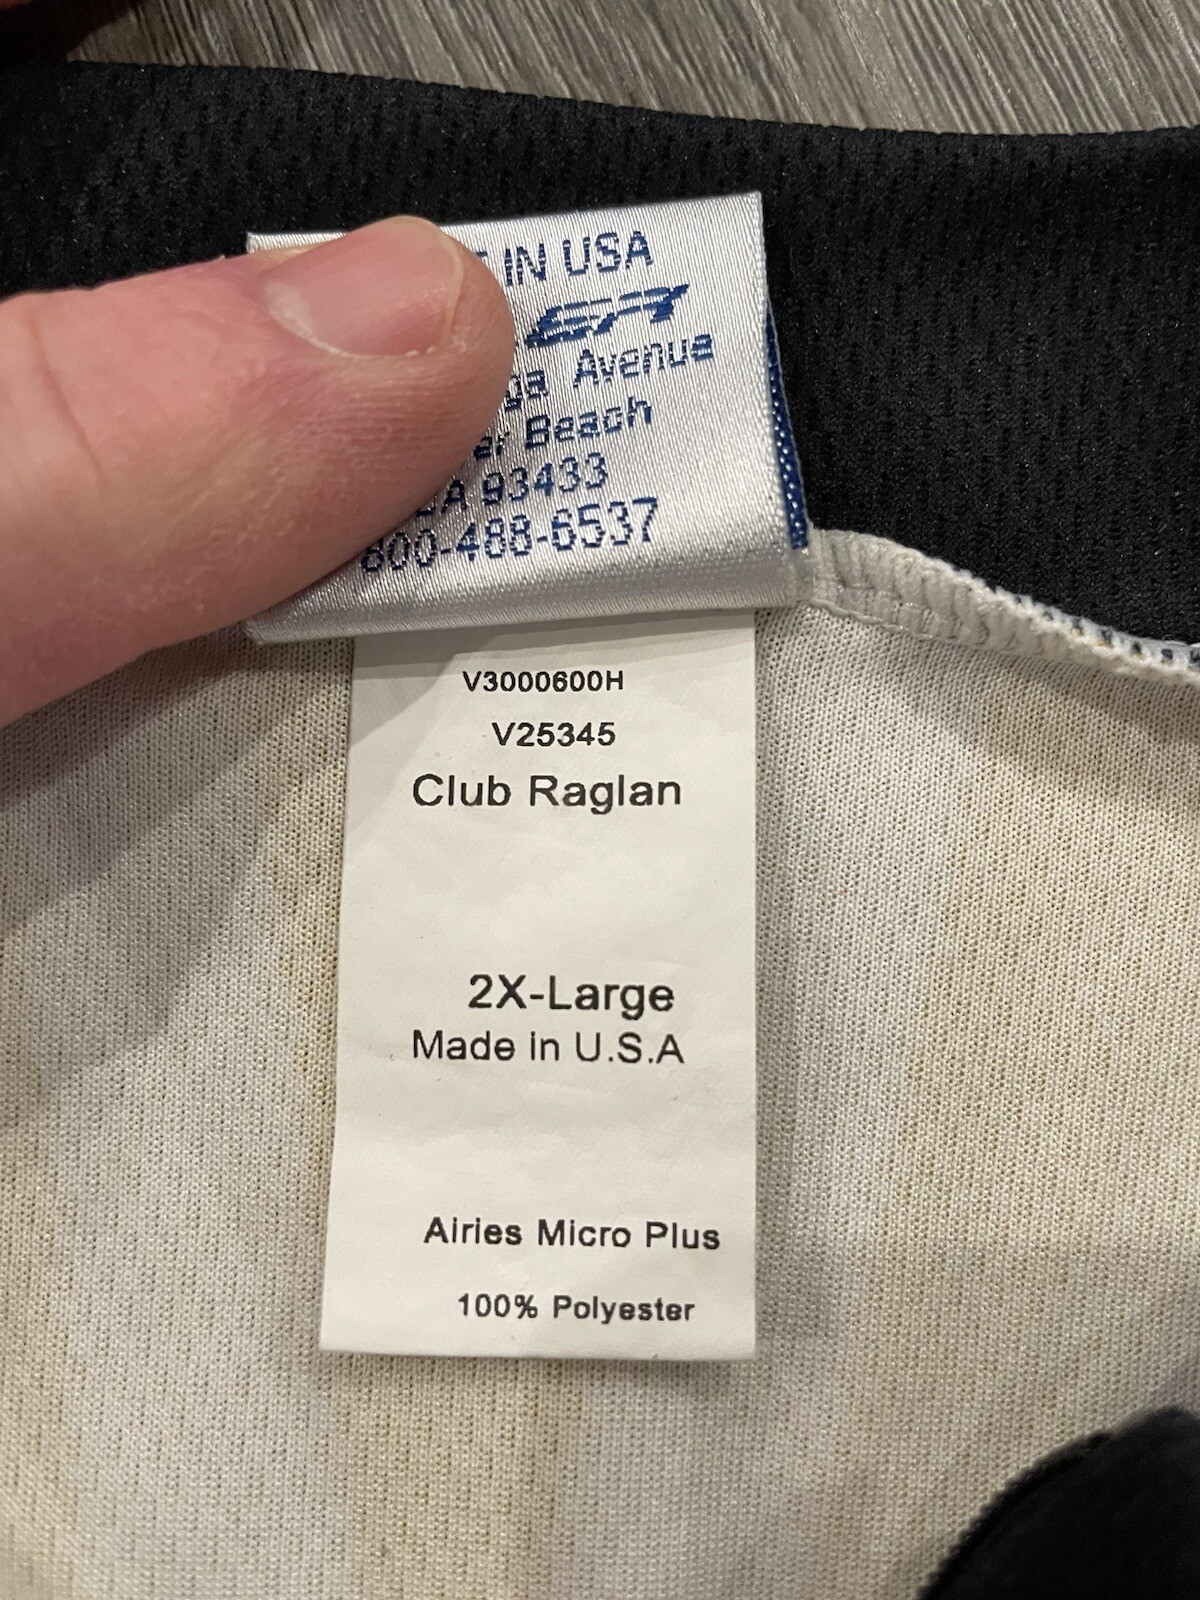 IN USA
Avenue
Beach
CA 93433
800-488-6537
V3000600H
V25345
Club Raglan
2X-Large
Made in U.S.A
Airies Micro Plus
100% Polyester